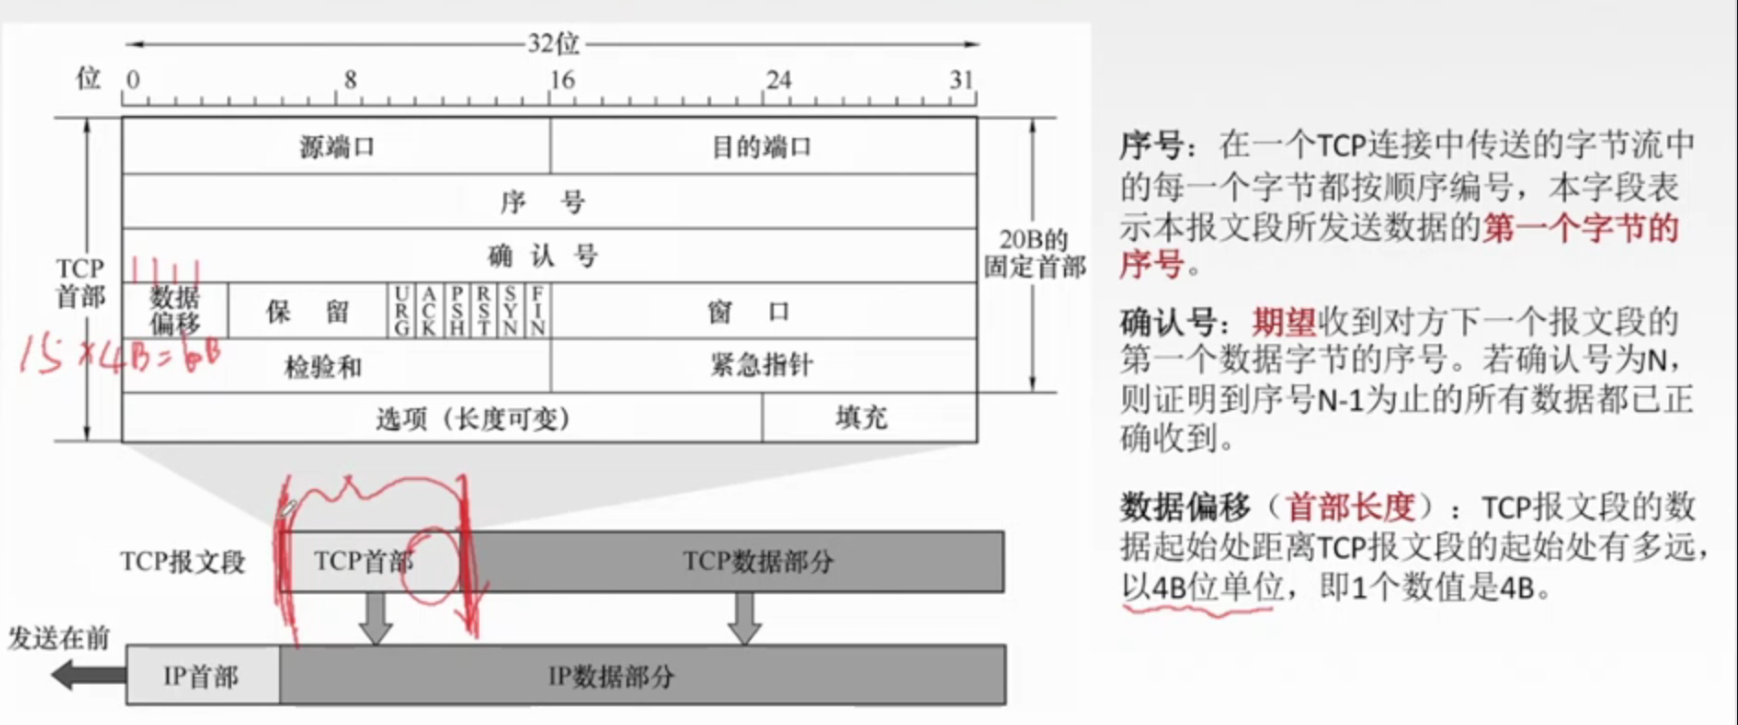 32位
位 0 8 16 24 31
源端口 目的端口
序 号
确 认 号
TCP
首部
20B的
固定首部
1111
数据
偏移
保 留
URG ACK PSH RST SYN FIN
窗 口
15×4B=60B
检验和 紧急指针
选项（长度可变） 填充
TCP报文段 TCP首部 TCP数据部分
发送在前
IP首部 IP数据部分
序号：在一个TCP连接中传送的字节流中
的每一个字节都按顺序编号，本字段表
示本报文段所发送数据的第一个字节的
序号。
确认号：期望收到对方下一个报文段的
第一个数据字节的序号。若确认号为N，
则证明到序号N-1为止的所有数据都已正
确收到。
数据偏移（首部长度）：TCP报文段的数
据起始处距离TCP报文段的起始处有多远，
以4B位单位，即1个数值是4B。